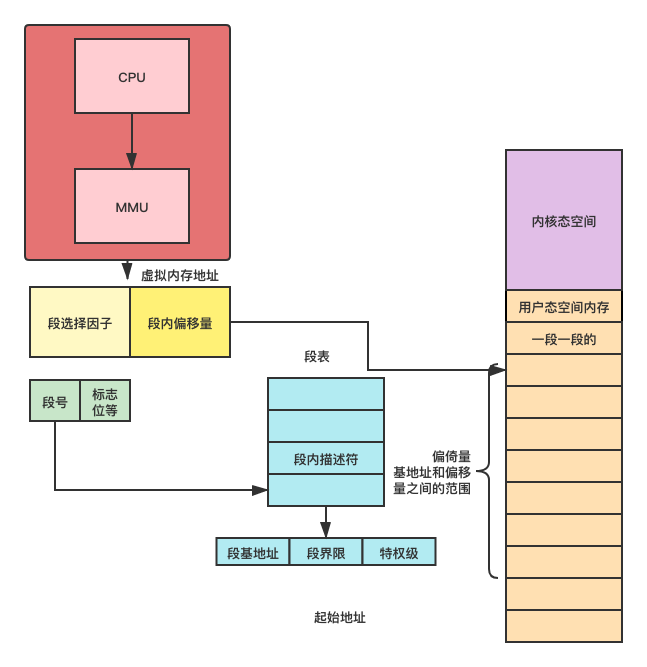 CPU
MMU
虚拟内存地址
段选择因子
段内偏移量
段号
标志
位等
段表
段内描述符
段基地址
段界限
特权级
起始地址
内核态空间
用户态空间内存
一段一段的
偏倚量
基地址和偏移
量之间的范围